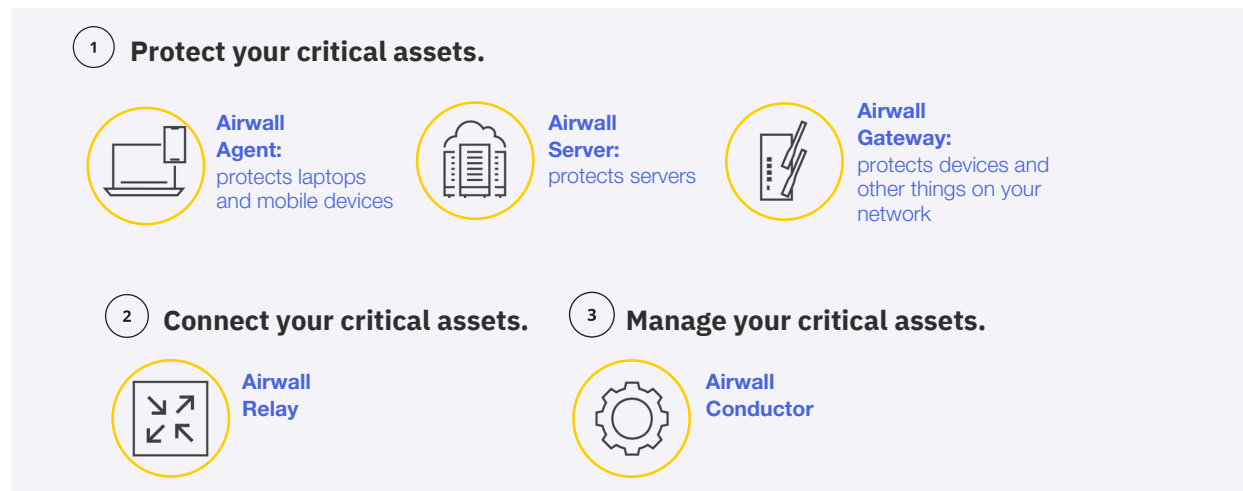 1 Protect your critical assets.
Airwall
Agent:
protects laptops
and mobile devices
Airwall
Server:
protects servers
Airwall
Gateway:
protects devices and
other things on your
network
2 Connect your critical assets.
Airwall
Relay
3 Manage your critical assets.
Airwall
Conductor